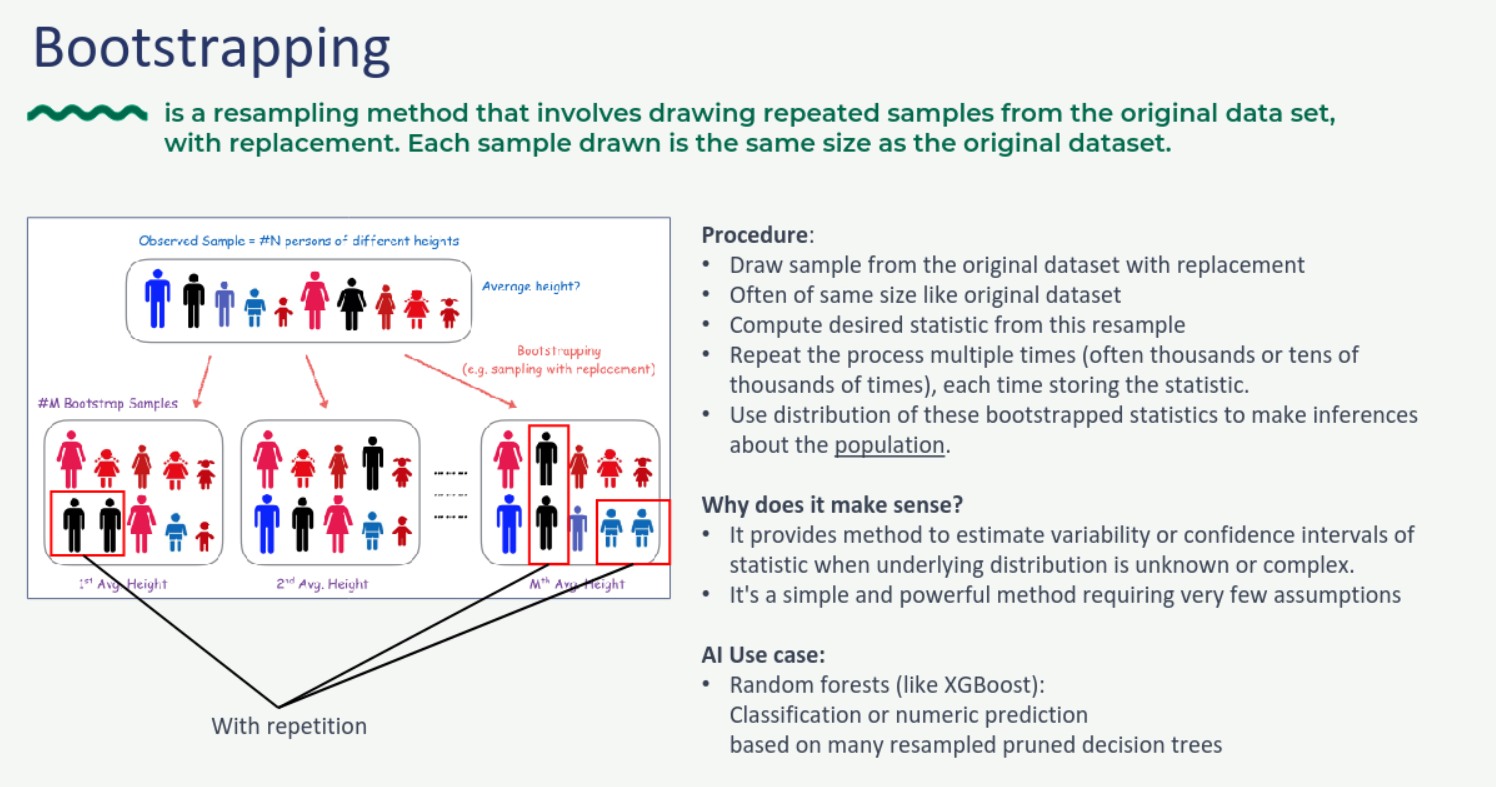 Bootstrapping
is a resampling method that involves drawing repeated samples from the original data set,
with replacement. Each sample drawn is the same size as the original dataset.
Observed Sample = #N persons of different heights
Average height?
Bootstrapping
(e.g. sampling with replacement)
#M Bootstrap Samples
1st Avg. Height
2nd Avg. Height
Mth Avg. Height
With repetition
Procedure:
• Draw sample from the original dataset with replacement
• Often of same size like original dataset
• Compute desired statistic from this resample
• Repeat the process multiple times (often thousands or tens of
thousands of times), each time storing the statistic.
• Use distribution of these bootstrapped statistics to make inferences
about the population.
Why does it make sense?
• It provides method to estimate variability or confidence intervals of
statistic when underlying distribution is unknown or complex.
• It's a simple and powerful method requiring very few assumptions
AI Use case:
• Random forests (like XGBoost):
Classification or numeric prediction
based on many resampled pruned decision trees